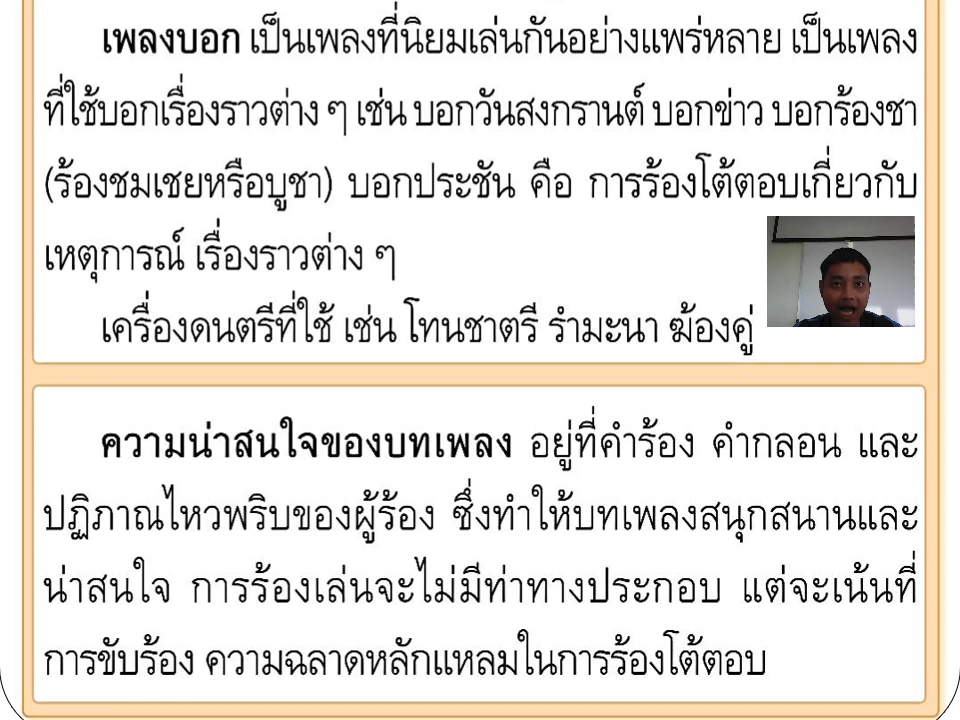 เพลงบอก เป็นเพลงที่นิยมเล่นกันอย่างแพร่หลาย เป็นเพลง
ที่ใช้บอกเรื่องราวต่าง ๆ เช่น บอกวันสงกรานต์ บอกข่าว บอกร้องชา
(ร้องชมเชยหรือบูชา) บอกประชัน คือ การร้องโต้ตอบเกี่ยวกับ
เหตุการณ์ เรื่องราวต่าง ๆ
เครื่องดนตรีที่ใช้ เช่น โทนชาตรี รำมะนา ฆ้องคู่
ความน่าสนใจของบทเพลง อยู่ที่คำร้อง คำกลอน และ
ปฏิภาณไหวพริบของผู้ร้อง ซึ่งทำให้บทเพลงสนุกสนานและ
น่าสนใจ การร้องเล่นจะไม่มีท่าทางประกอบ แต่จะเน้นที่
การขับร้อง ความฉลาดหลักแหลมในการร้องโต้ตอบ